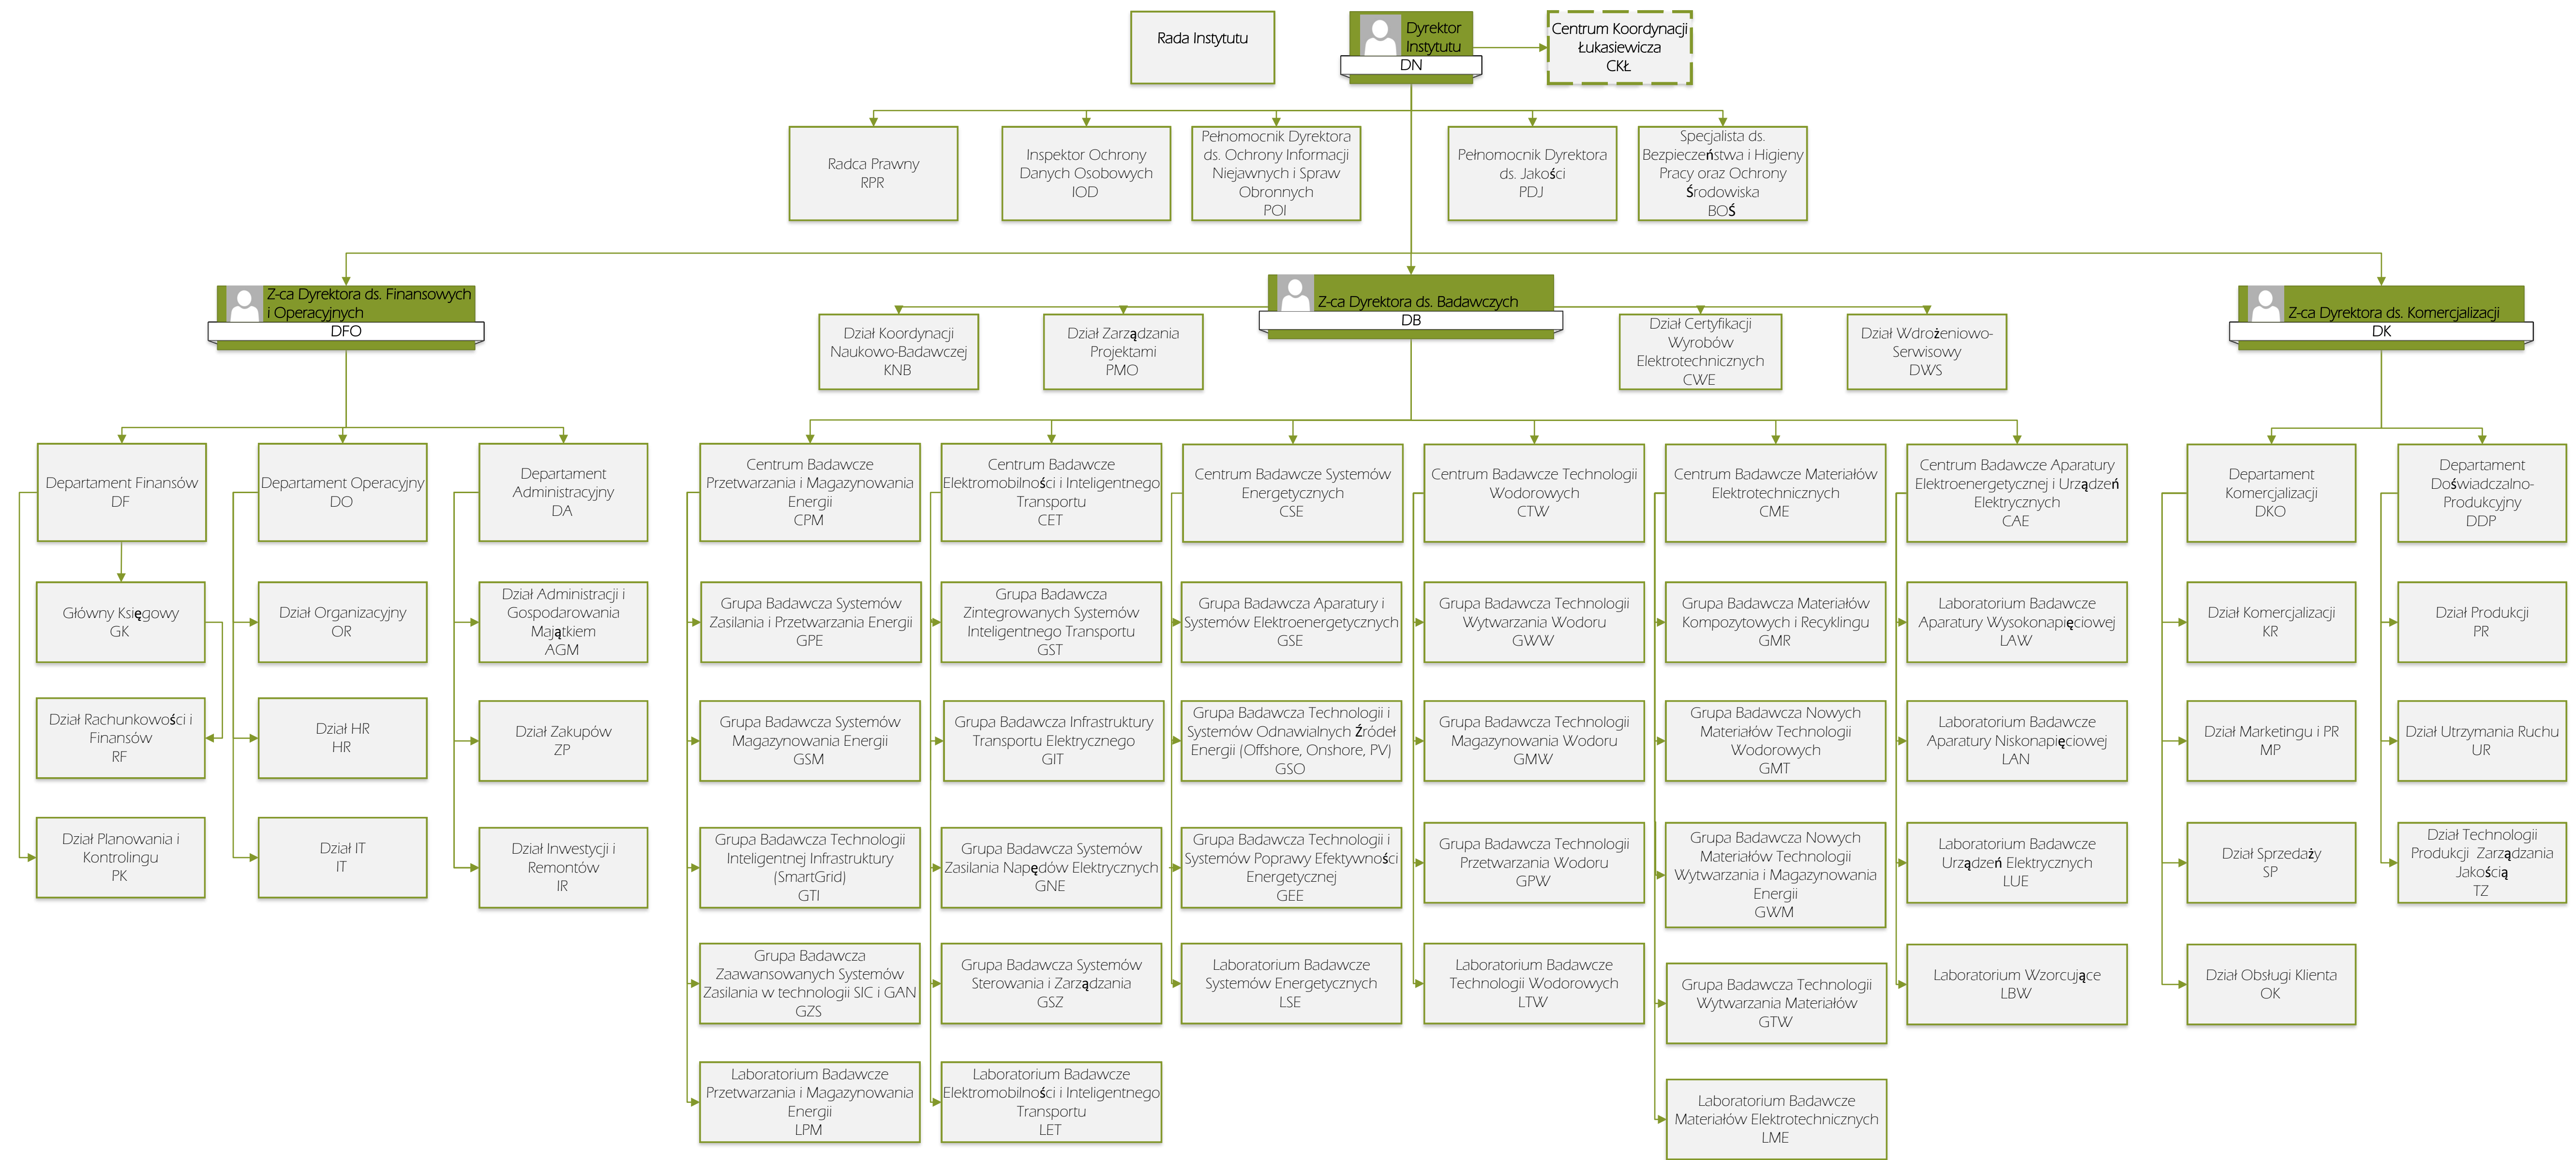 Rada Instytutu
Dyrektor
Instytutu
DN
Centrum Koordynacji
Łukasiewicza
CKŁ
Radca Prawny
RPR
Inspektor Ochrony
Danych Osobowych
IOD
Pełnomocnik Dyrektora
ds. Ochrony Informacji
Niejawnych i Spraw
Obronnych
POI
Pełnomocnik Dyrektora
ds. Jakości
PDJ
Specjalista ds.
Bezpieczeństwa i Higieny
Pracy oraz Ochrony
Środowiska
BOŚ
Z-ca Dyrektora ds. Finansowych
i Operacyjnych
DFO
Z-ca Dyrektora ds. Badawczych
DB
Z-ca Dyrektora ds. Komercjalizacji
DK
Dział Koordynacji
Naukowo-Badawczej
KNB
Dział Zarządzania
Projektami
PMO
Dział Certyfikacji
Wyrobów
Elektrotechnicznych
CWE
Dział Wdrożeniowo-
Serwisowy
DWS
Departament Finansów
DF
Departament Operacyjny
DO
Departament
Administracyjny
DA
Centrum Badawcze
Przetwarzania i Magazynowania
Energii
CPM
Centrum Badawcze
Elektromobilności i Inteligentnego
Transportu
CET
Centrum Badawcze Systemów
Energetycznych
CSE
Centrum Badawcze Technologii
Wodorowych
CTW
Centrum Badawcze Materiałów
Elektrotechnicznych
CME
Centrum Badawcze Aparatury
Elektroenergetycznej i Urządzeń
Elektrycznych
CAE
Departament
Komercjalizacji
DKO
Departament
Doświadczalno-
Produkcyjny
DDP
Główny Księgowy
GK
Dział Organizacyjny
OR
Dział Administracji i
Gospodarowania
Majątkiem
AGM
Grupa Badawcza Systemów
Zasilania i Przetwarzania Energii
GPE
Grupa Badawcza
Zintegrowanych Systemów
Inteligentnego Transportu
GST
Grupa Badawcza Aparatury i
Systemów Elektroenergetycznych
GSE
Grupa Badawcza Technologii
Wytwarzania Wodoru
GWW
Grupa Badawcza Materiałów
Kompozytowych i Recyklingu
GMR
Laboratorium Badawcze
Aparatury Wysokonapięciowej
LAW
Dział Komercjalizacji
KR
Dział Produkcji
PR
Dział Rachunkowości i
Finansów
RF
Dział HR
HR
Dział Zakupów
ZP
Grupa Badawcza Systemów
Magazynowania Energii
GSM
Grupa Badawcza Infrastruktury
Transportu Elektrycznego
GIT
Grupa Badawcza Technologii i
Systemów Odnawialnych Źródeł
Energii (Offshore, Onshore, PV)
GSO
Grupa Badawcza Technologii
Magazynowania Wodoru
GMW
Grupa Badawcza Nowych
Materiałów Technologii
Wodorowych
GMT
Laboratorium Badawcze
Aparatury Niskonapięciowej
LAN
Dział Marketingu i PR
MP
Dział Utrzymania Ruchu
UR
Dział Planowania i
Kontrolingu
PK
Dział IT
IT
Dział Inwestycji i
Remontów
IR
Grupa Badawcza Technologii
Inteligentnej Infrastruktury
(SmartGrid)
GTI
Grupa Badawcza Systemów
Zasilania Napędów Elektrycznych
GNE
Grupa Badawcza Technologii i
Systemów Poprawy Efektywności
Energetycznej
GEE
Grupa Badawcza Technologii
Przetwarzania Wodoru
GPW
Grupa Badawcza Nowych
Materiałów Technologii
Wytwarzania i Magazynowania
Energii
GWM
Laboratorium Badawcze
Urządzeń Elektrycznych
LUE
Dział Sprzedaży
SP
Dział Technologii
Produkcji Zarządzania
Jakością
TZ
Grupa Badawcza
Zaawansowanych Systemów
Zasilania w technologii SIC i GAN
GZS
Grupa Badawcza Systemów
Sterowania i Zarządzania
GSZ
Laboratorium Badawcze
Systemów Energetycznych
LSE
Laboratorium Badawcze
Technologii Wodorowych
LTW
Grupa Badawcza Technologii
Wytwarzania Materiałów
GTW
Laboratorium Wzorcujące
LBW
Dział Obsługi Klienta
OK
Laboratorium Badawcze
Przetwarzania i Magazynowania
Energii
LPM
Laboratorium Badawcze
Elektromobilności i Inteligentnego
Transportu
LET
Laboratorium Badawcze
Materiałów Elektrotechnicznych
LME